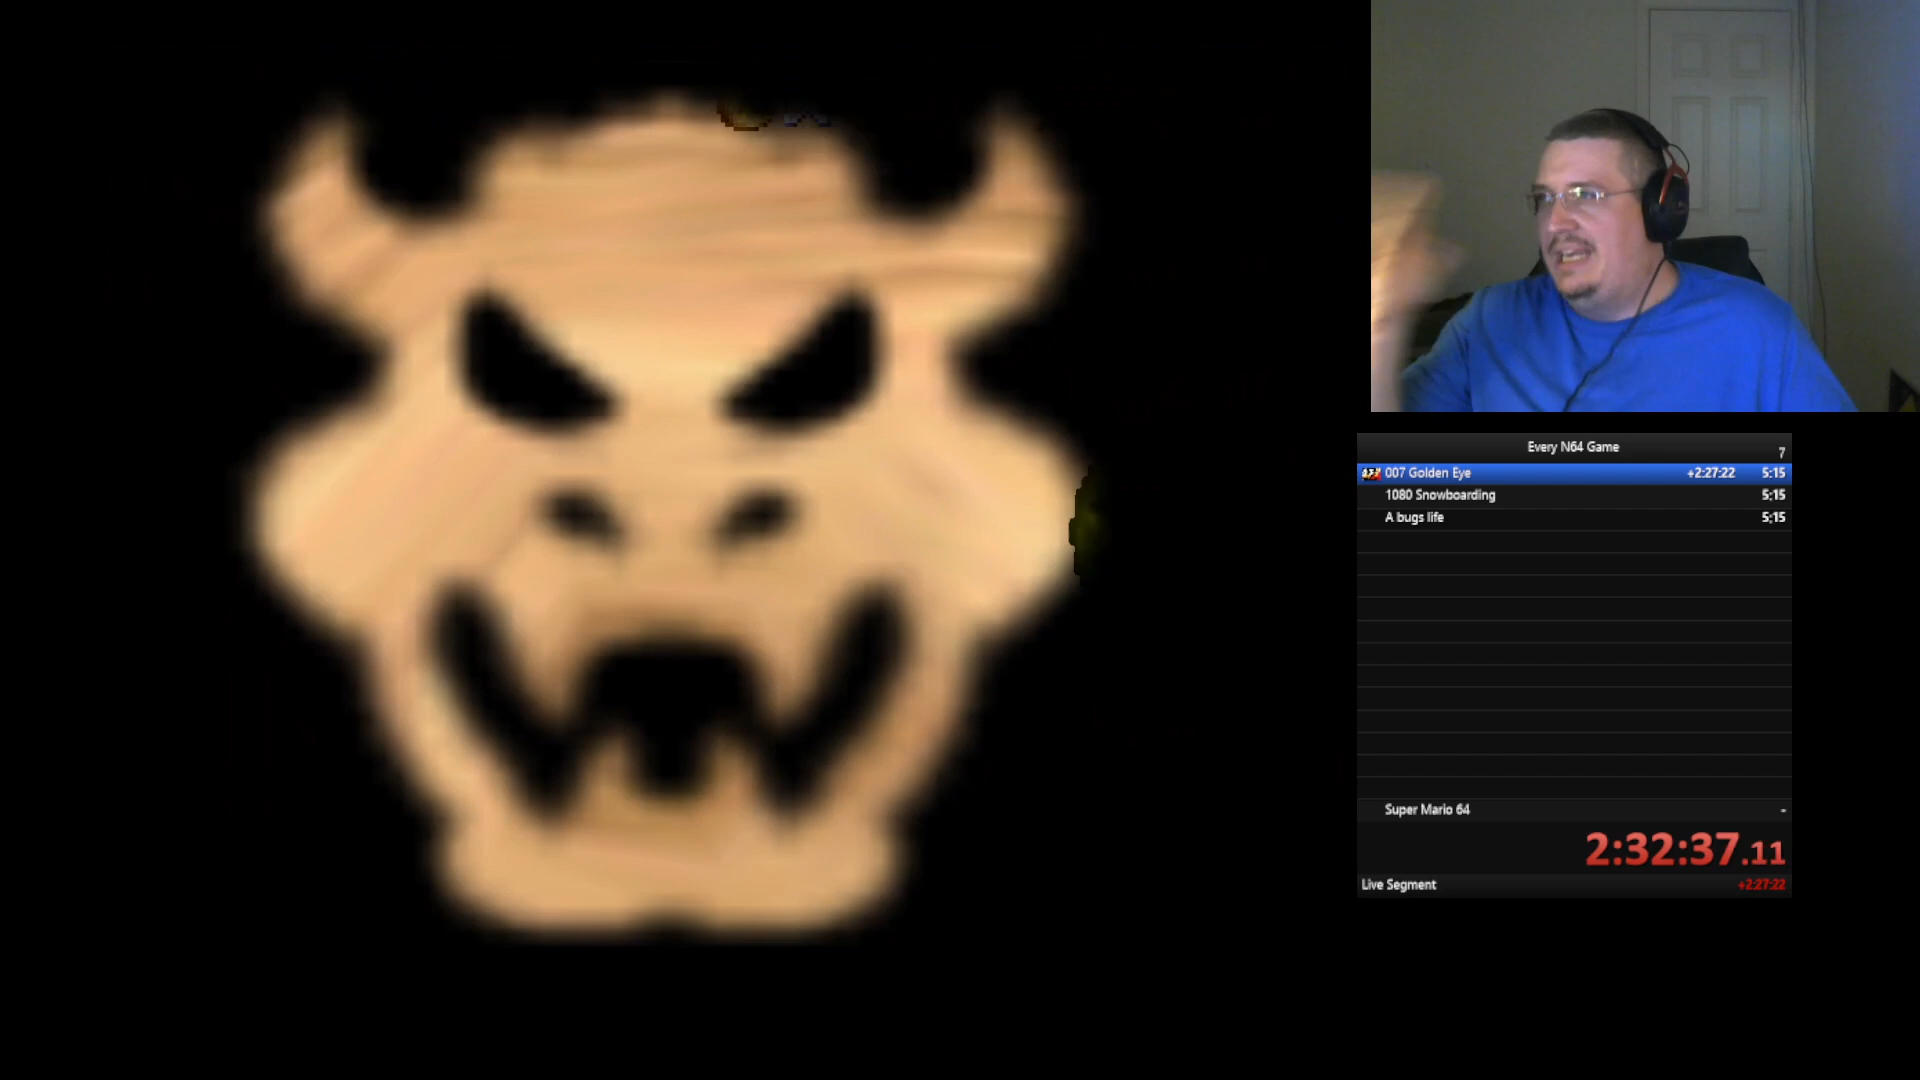 Every N64 Game
7
007 Golden Eye +2:27:22 5:15
1080 Snowboarding 5:15
A bugs life 5:15
Super Mario 64 -
2:32:37.11
Live Segment +2:27:22